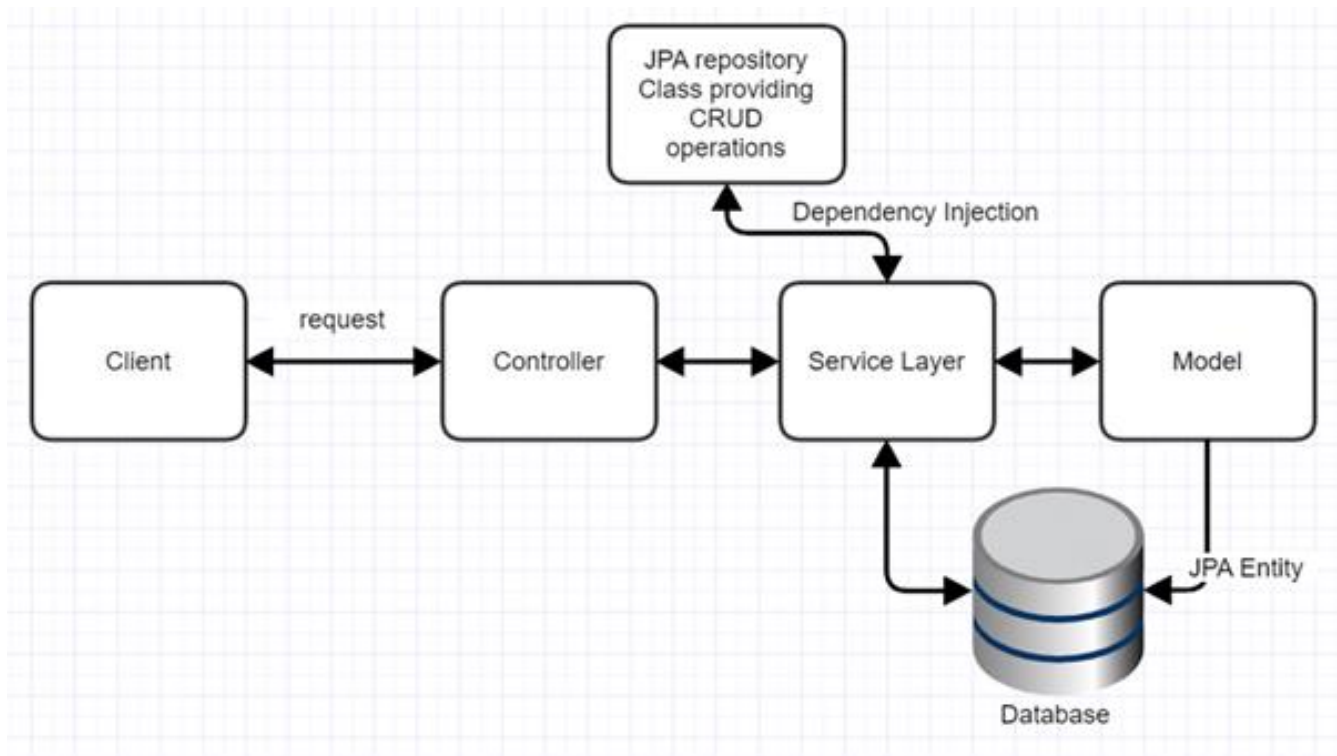 JPA repository
Class providing
CRUD
operations
Dependency Injection
Client
request
Controller
Service Layer
Model
JPA Entity
Database